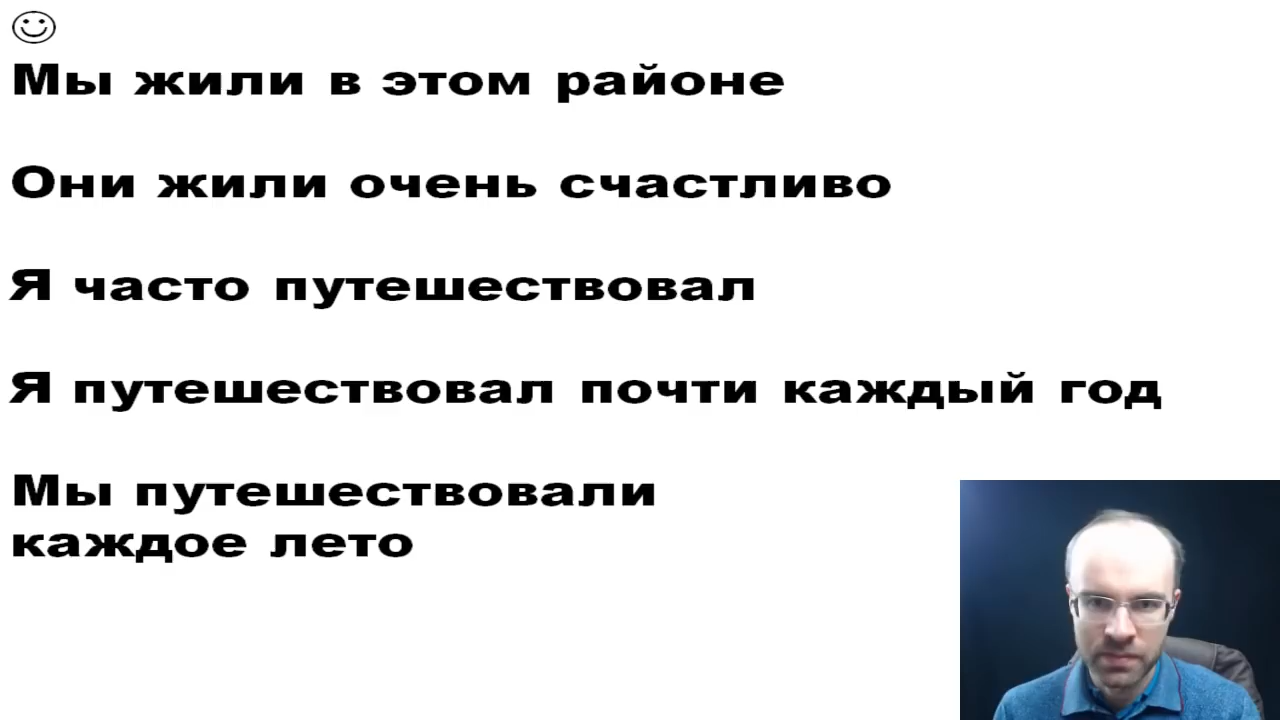 Мы жили в этом районе
Они жили очень счастливо
Я часто путешествовал
Я путешествовал почти каждый год
Мы путешествовали
каждое лето